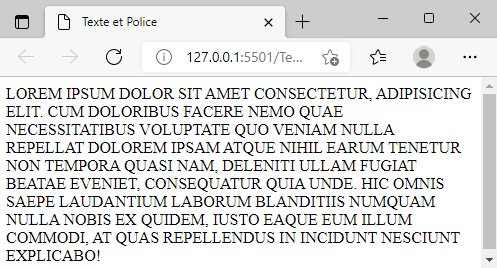 Texte et Police
127.0.0.1:5501/Te...
LOREM IPSUM DOLOR SIT AMET CONSECTETUR, ADIPISICING
ELIT. CUM DOLORIBUS FACERE NEMO QUAE
NECESSITATIBUS VOLUPTATE QUO VENIAM NULLA
REPELLAT DOLOREM IPSAM ATQUE NIHIL EARUM TENETUR
NON TEMPORA QUASI NAM, DELENITI ULLAM FUGIAT
BEATAE EVENIET, CONSEQUATUR QUIA UNDE. HIC OMNIS
SAEPE LAUDANTIUM LABORUM BLANDITIIS NUMQUAM
NULLA NOBIS EX QUIDEM, IUSTO EAQUE EUM ILLUM
COMMODI, AT QUAS REPELLENDUS IN INCIDUNT NESCIUNT
EXPLICABO!